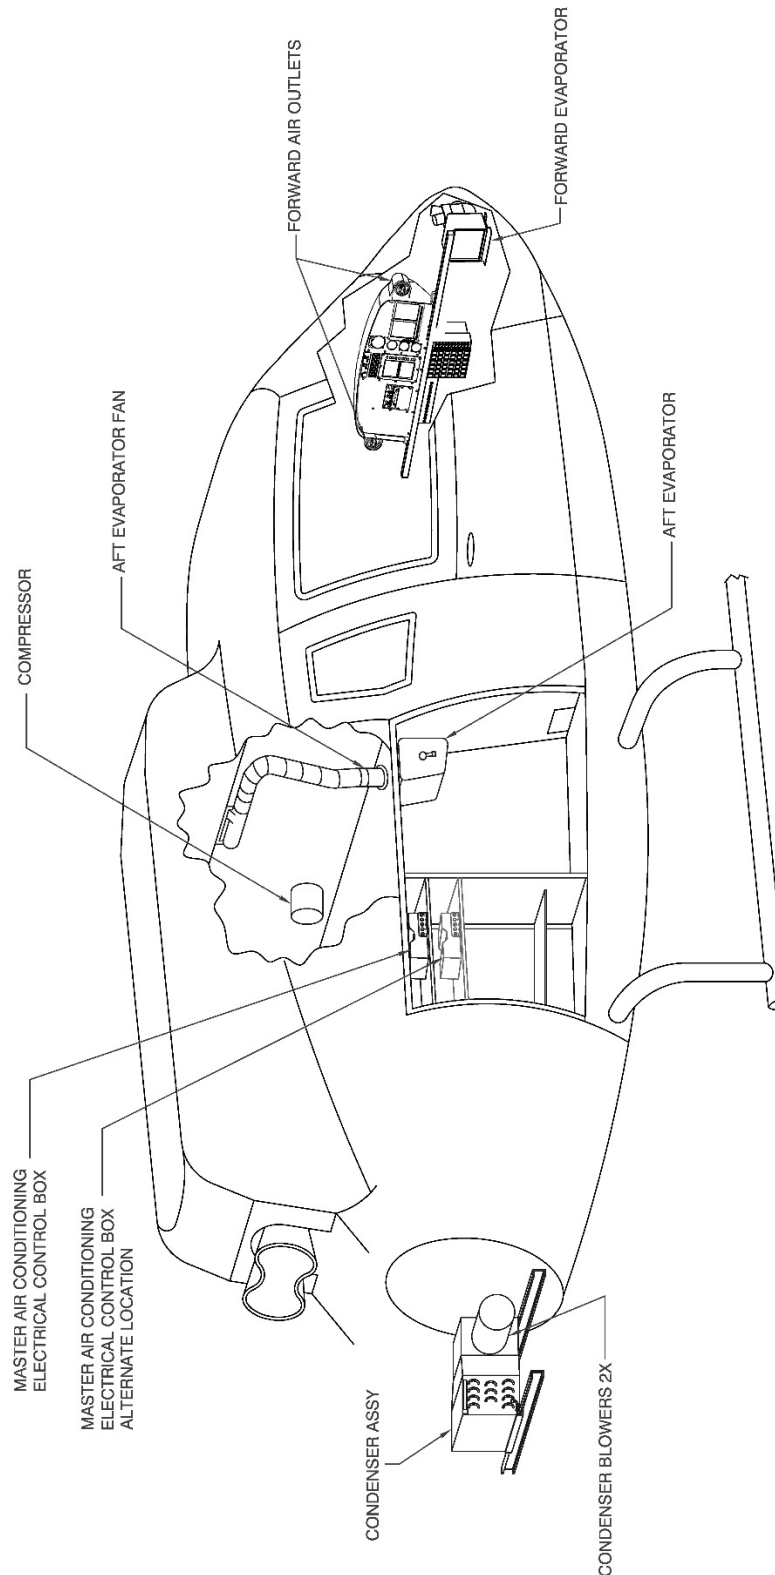 MASTER AIR CONDITIONING
ELECTRICAL CONTROL BOX
MASTER AIR CONDITIONING
ELECTRICAL CONTROL BOX
ALTERNATE LOCATION
COMPRESSOR
AFT EVAPORATOR FAN
FORWARD AIR OUTLETS
CONDENSER ASSY
CONDENSER BLOWERS 2X
AFT EVAPORATOR
FORWARD EVAPORATOR